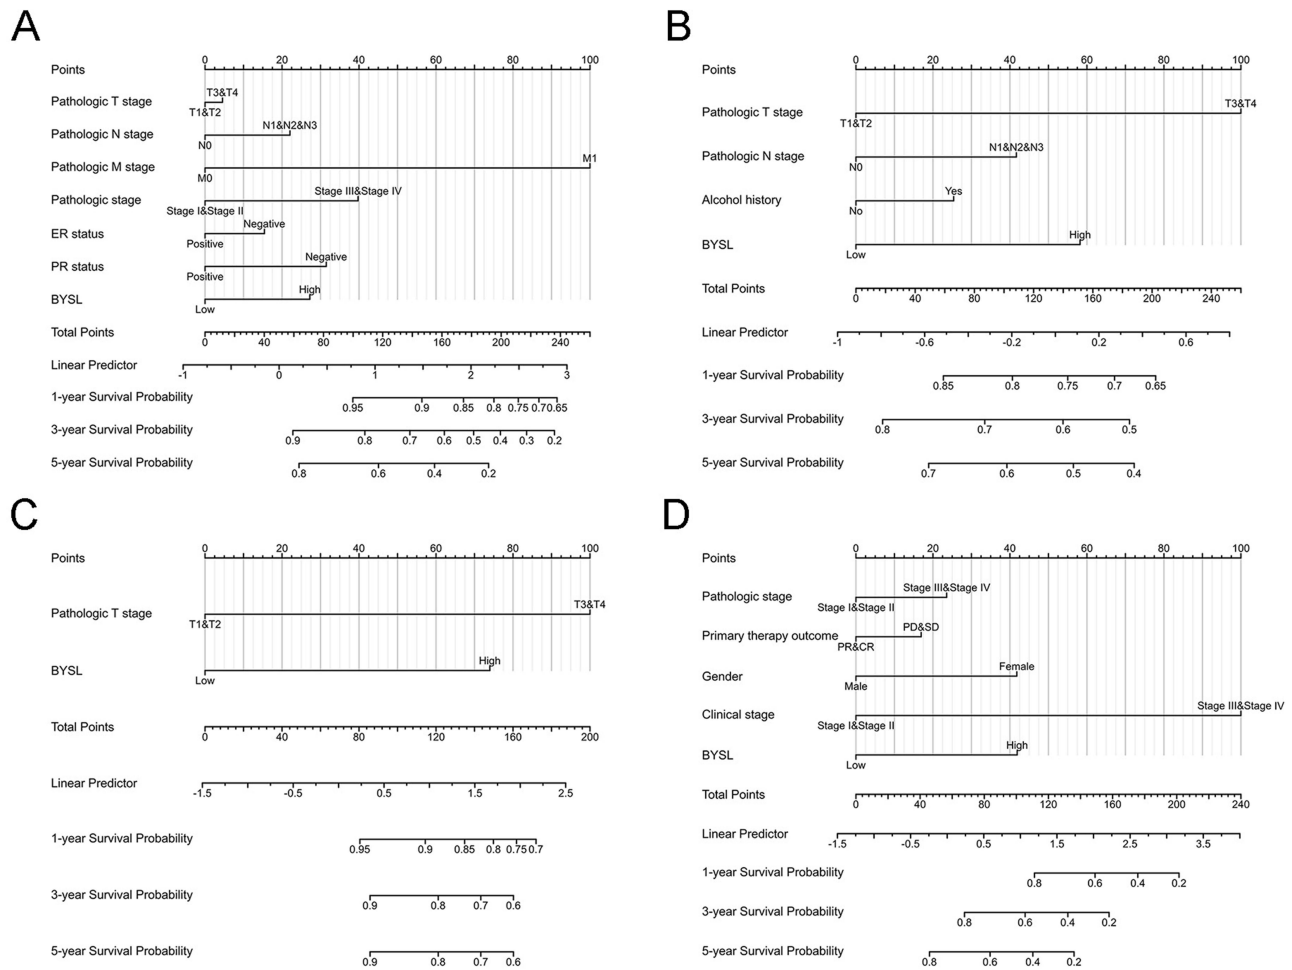 A
0 20 40 60 80 100
Points
T3&T4
Pathologic T stage
T1&T2
N1&N2&N3
Pathologic N stage
N0
M1
Pathologic M stage
M0
Stage III&Stage IV
Pathologic stage
Stage I&Stage II
Negative
ER status
Positive
Negative
PR status
Positive
High
BYSL
Low
Total Points
0 40 80 120 160 200 240
Linear Predictor
-1 0 1 2 3
1-year Survival Probability
0.95 0.9 0.85 0.8 0.75 0.70 0.65
3-year Survival Probability
0.9 0.8 0.7 0.6 0.5 0.4 0.3 0.2
5-year Survival Probability
0.8 0.6 0.4 0.2
B
0 20 40 60 80 100
Points
T3&T4
Pathologic T stage
T1&T2
N1&N2&N3
Pathologic N stage
N0
Yes
Alcohol history
No
High
BYSL
Low
Total Points
0 40 80 120 160 200 240
Linear Predictor
-1 -0.6 -0.2 0.2 0.6
1-year Survival Probability
0.85 0.8 0.75 0.7 0.65
3-year Survival Probability
0.8 0.7 0.6 0.5
5-year Survival Probability
0.7 0.6 0.5 0.4
C
0 20 40 60 80 100
Points
T3&T4
Pathologic T stage
T1&T2
High
BYSL
Low
Total Points
0 40 80 120 160 200
Linear Predictor
-1.5 -0.5 0.5 1.5 2.5
1-year Survival Probability
0.95 0.9 0.85 0.8 0.75 0.7
3-year Survival Probability
0.9 0.8 0.7 0.6
5-year Survival Probability
0.9 0.8 0.7 0.6
D
0 20 40 60 80 100
Points
Stage III&Stage IV
Pathologic stage
Stage I&Stage II
PD&SD
Primary therapy outcome
PR&CR
Female
Gender
Male
Stage III&Stage IV
Clinical stage
Stage I&Stage II
High
BYSL
Low
Total Points
0 40 80 120 160 200 240
Linear Predictor
-1.5 -0.5 0.5 1.5 2.5 3.5
1-year Survival Probability
0.8 0.6 0.4 0.2
3-year Survival Probability
0.8 0.6 0.4 0.2
5-year Survival Probability
0.8 0.6 0.4 0.2